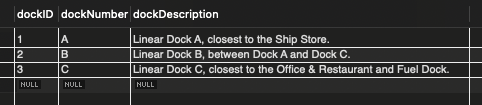 dockID dockNumber dockDescription
1 A Linear Dock A, closest to the Ship Store.
2 B Linear Dock B, between Dock A and Dock C.
3 C Linear Dock C, closest to the Office & Restaurant and Fuel Dock.
NULL NULL NULL